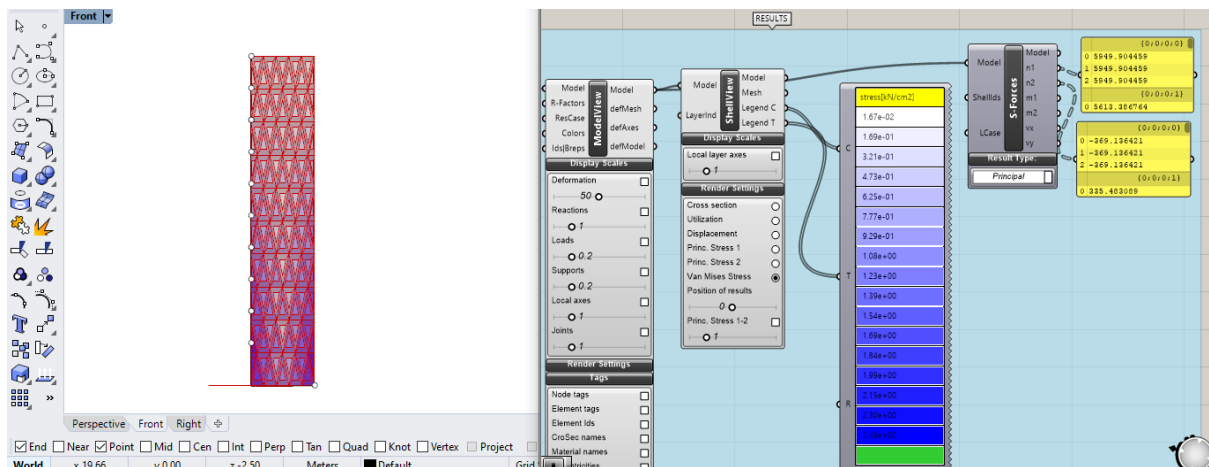 Front
RESULTS
Model
R-Factors
ResCase
Colors
Ids|Breps
ModelView
Model
defMesh
defAxes
defModel
Display Scales
Deformation
50
Reactions
1
Loads
0.2
Supports
0.2
Local axes
1
Joints
1
Render Settings
Tags
Node tags
Element tags
Element Ids
CroSec names
Material names
Model
LayerInd
ShellView
Model
Mesh
Legend C
Legend T
Display Scales
Local layer axes
1
Render Settings
Cross section
Utilization
Displacement
Princ. Stress 1
Princ. Stress 2
Van Mises Stress
Position of results
0
Princ. Stress 1-2
1
C
T
R
stress[kN/cm2]
1.67e-02
1.69e-01
3.21e-01
4.73e-01
6.25e-01
7.77e-01
9.29e-01
1.08e+00
1.23e+00
1.39e+00
1.54e+00
1.69e+00
1.84e+00
1.99e+00
2.15e+00
2.30e+00
Model
ShellIds
LCase
S-Forces
Model
n1
n2
m1
m2
vx
vy
Result Type:
Principal
{0;0;0;0}
0 5949.904459
1 5949.904459
2 5949.904459
{0;0;0;1}
0 5613.356764
{0;0;0;0}
0 -369.136421
1 -369.136421
2 -369.136421
{0;0;0;1}
0 335.483089
Perspective Front Right
End Near Point Mid Cen Int Perp Tan Quad Knot Vertex Project
World x 19.66 y 0.00 z -2.50 Meters Default Grid